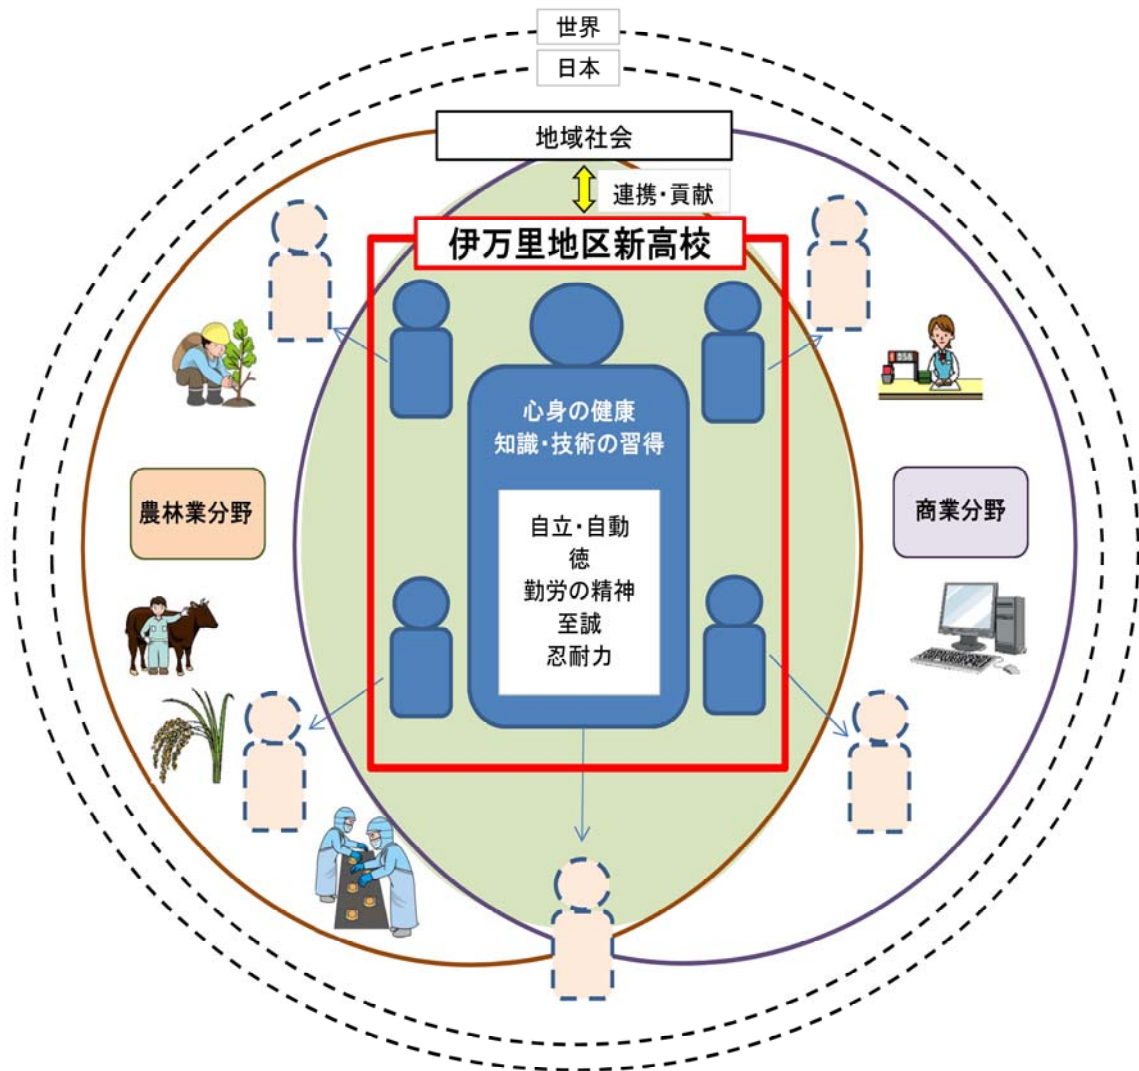 世界
日本
地域社会
連携・貢献
伊万里地区新高校
心身の健康
知識・技術の習得
自立・自動
徳
勤労の精神
至誠
忍耐力
農林業分野
商業分野
058